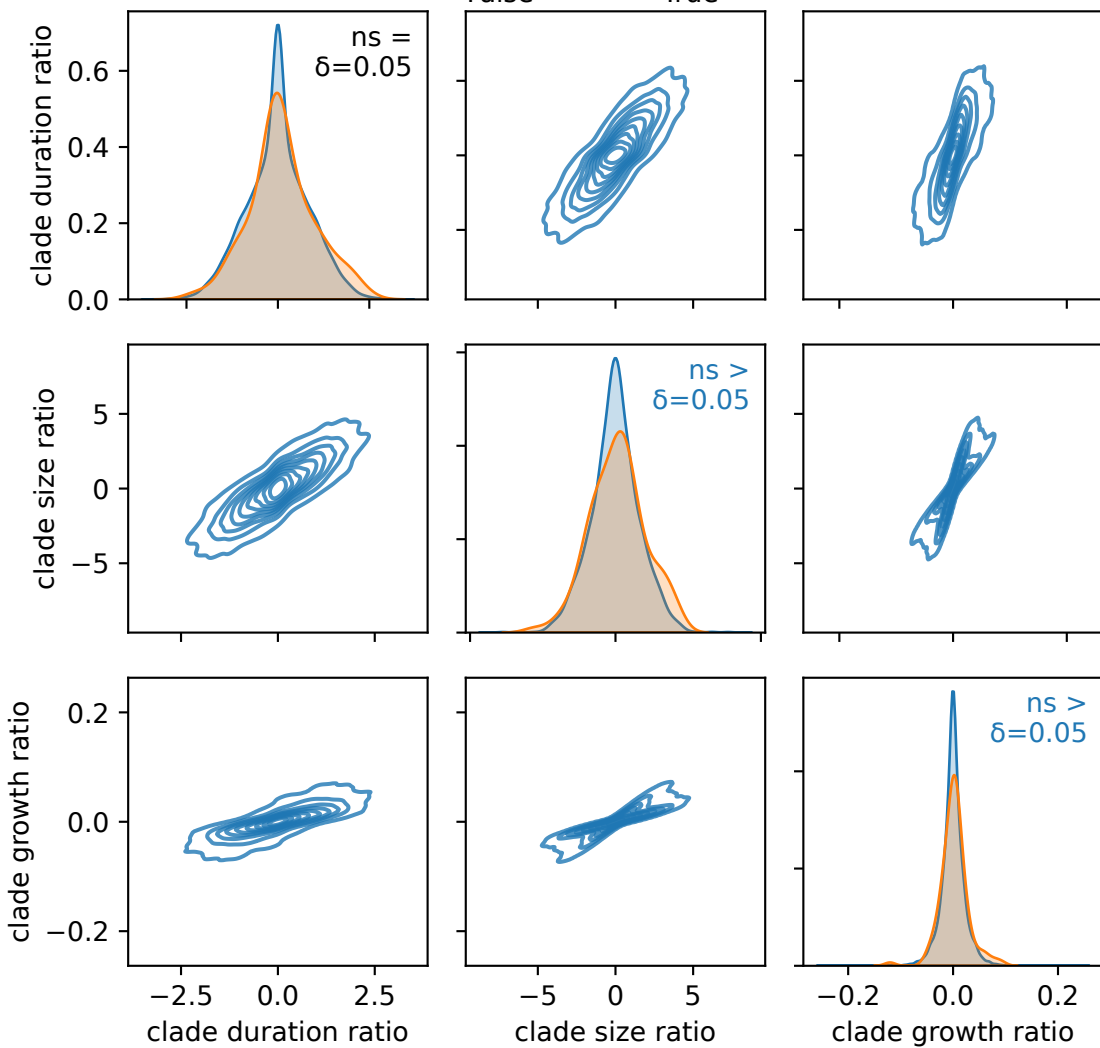 clade duration ratio
0.6
0.4
0.2
0.0
ns =
δ=0.05
clade size ratio
5
0
−5
ns >
δ=0.05
clade growth ratio
0.2
0.0
−0.2
ns >
δ=0.05
−2.5 0.0 2.5
−5 0 5
−0.2 0.0 0.2
clade duration ratio
clade size ratio
clade growth ratio